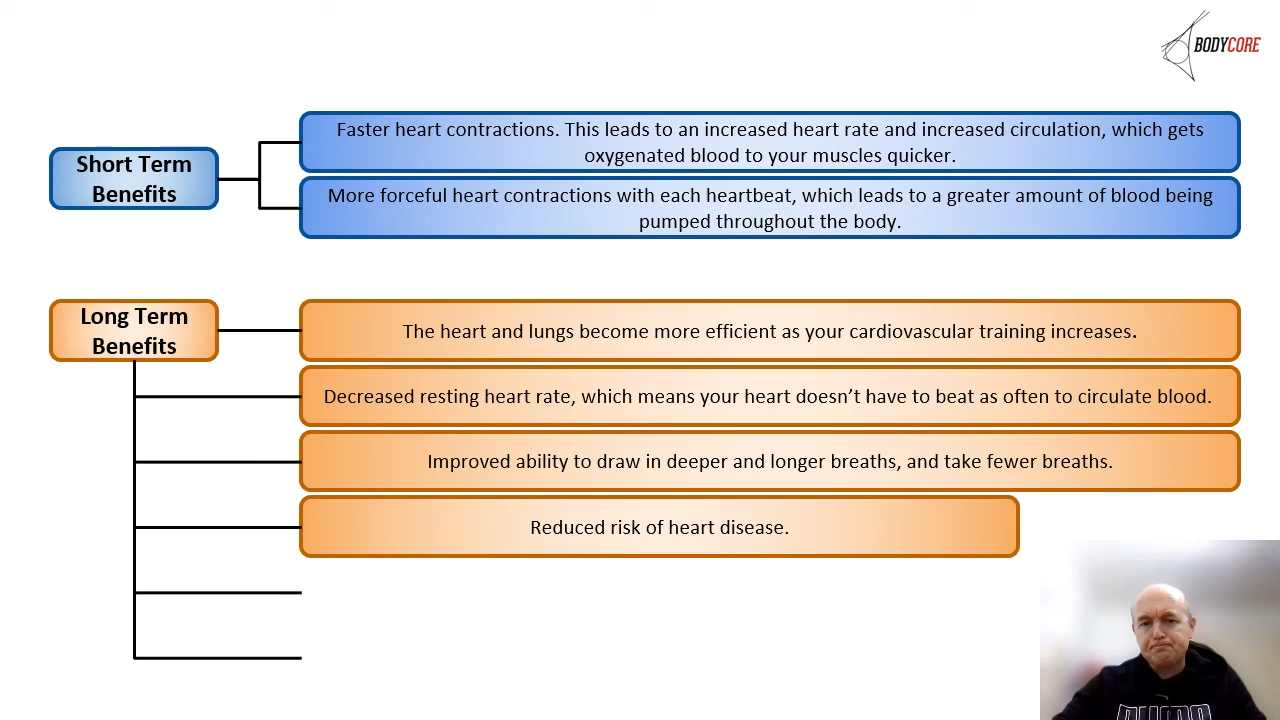 BODYCORE
Short Term
Benefits
Faster heart contractions. This leads to an increased heart rate and increased circulation, which gets
oxygenated blood to your muscles quicker.
More forceful heart contractions with each heartbeat, which leads to a greater amount of blood being
pumped throughout the body.
Long Term
Benefits
The heart and lungs become more efficient as your cardiovascular training increases.
Decreased resting heart rate, which means your heart doesn’t have to beat as often to circulate blood.
Improved ability to draw in deeper and longer breaths, and take fewer breaths.
Reduced risk of heart disease.